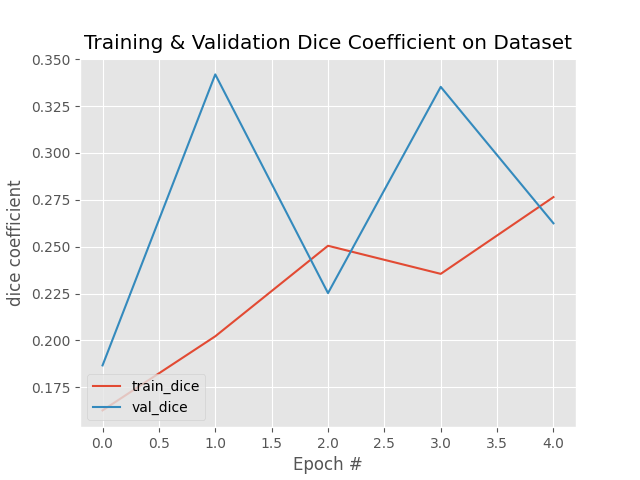 Training & Validation Dice Coefficient on Dataset
0.350
0.325
0.300
0.275
0.250
0.225
0.200
0.175
dice coefficient
train_dice
val_dice
0.0 0.5 1.0 1.5 2.0 2.5 3.0 3.5 4.0
Epoch #